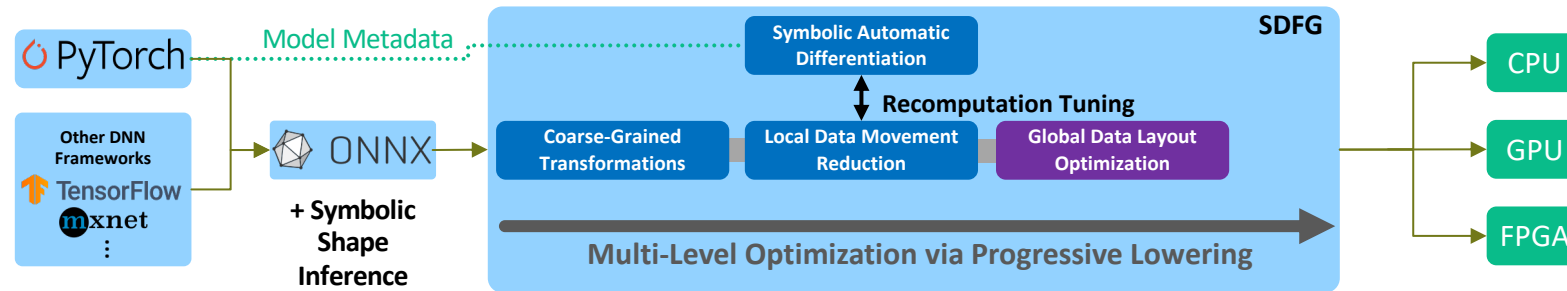 PyTorch
Model Metadata
Other DNN
Frameworks
TensorFlow
mxnet
⋮
ONNX
+ Symbolic
Shape
Inference
SDFG
Symbolic Automatic
Differentiation
Recomputation Tuning
Coarse-Grained
Transformations
Local Data Movement
Reduction
Global Data Layout
Optimization
Multi-Level Optimization via Progressive Lowering
CPU
GPU
FPGA